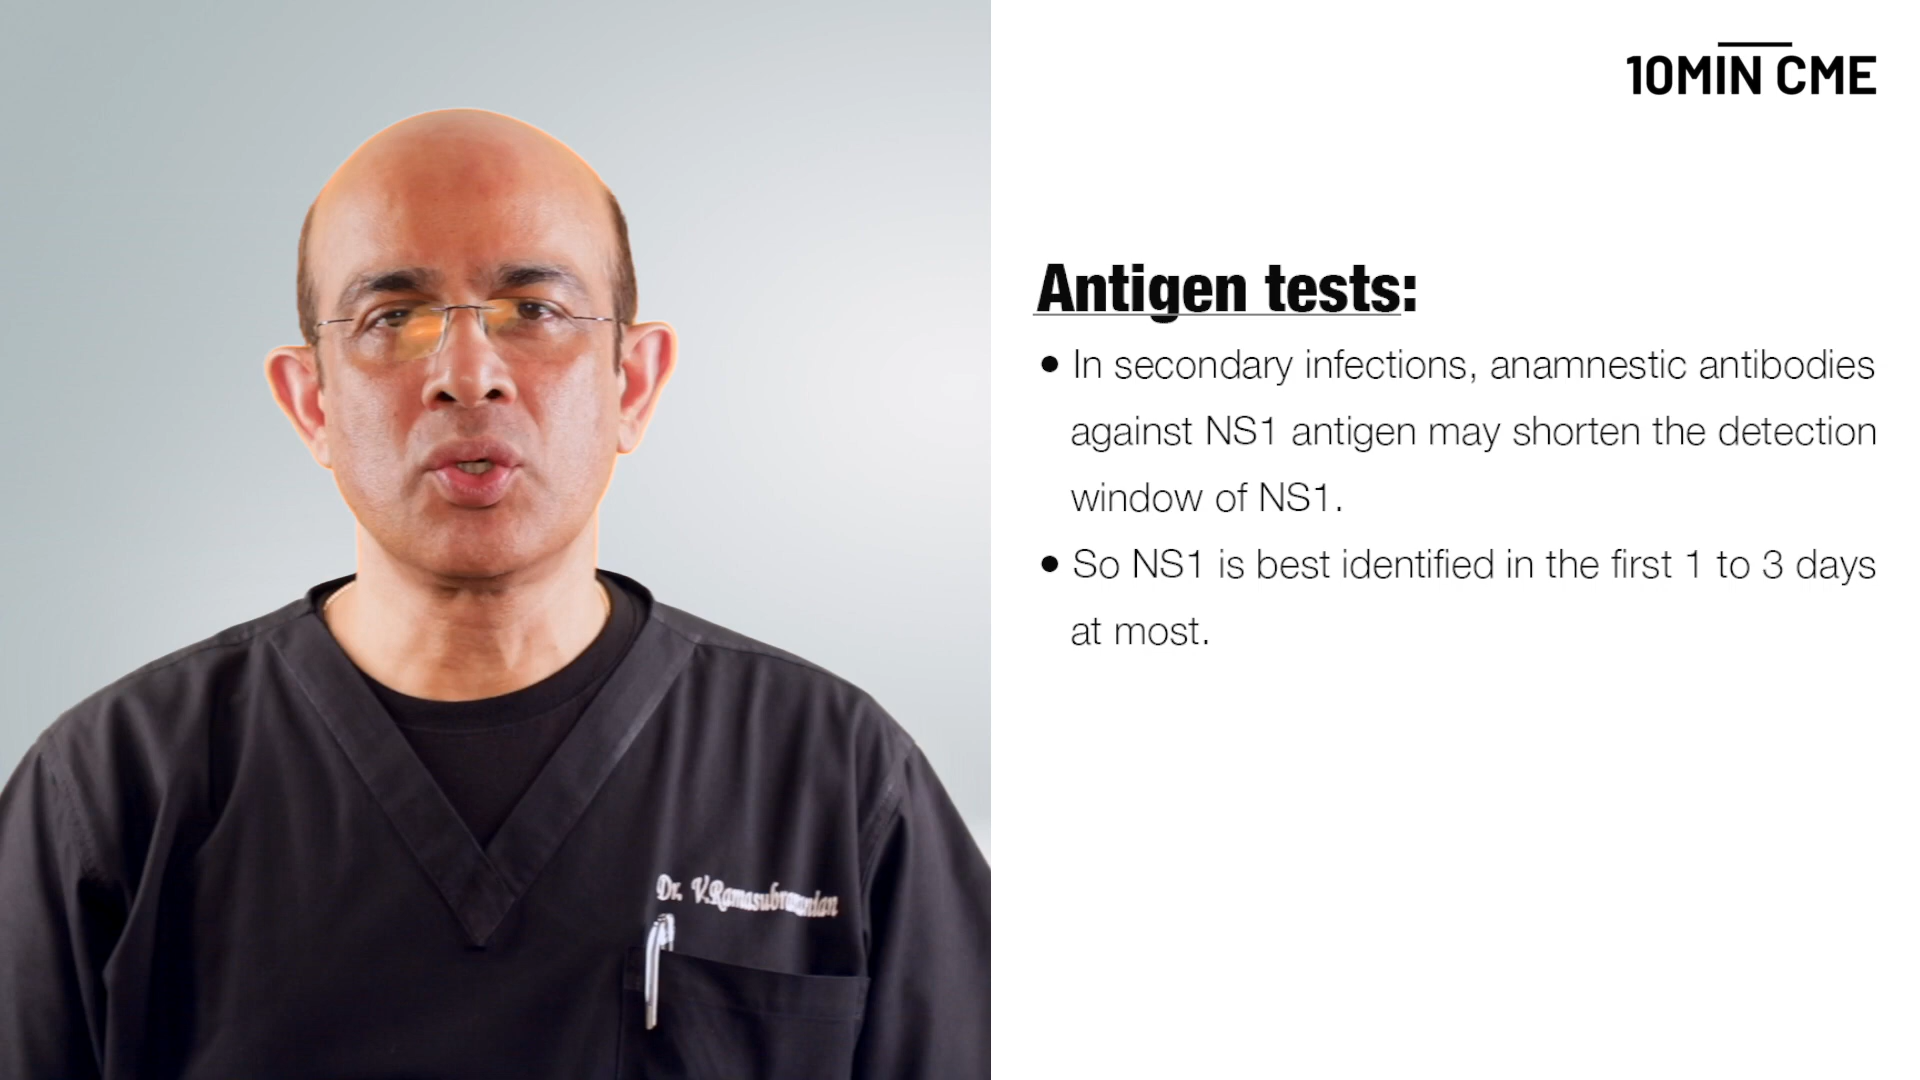 10MIN CME
Antigen tests:
• In secondary infections, anamnestic antibodies
against NS1 antigen may shorten the detection
window of NS1.
• So NS1 is best identified in the first 1 to 3 days
at most.
Dr. V.Ramasubramanian